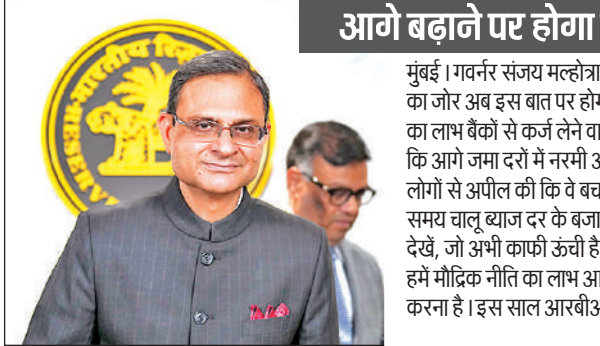 आगे बढ़ाने पर होगा
मुंबई । गवर्नर संजय मल्होत्रा
का जोर अब इस बात पर होग
का लाभ बैंकों से कर्ज लेने वा
कि आगे जमा दरों में नरमी अ
लोगों से अपील की कि वे बच
समय चालू ब्याज दर के बजा
देखें, जो अभी काफी ऊंची है
हमें मौद्रिक नीति का लाभ आ
करना है । इस साल आरबीअ
भारतीय रिज़